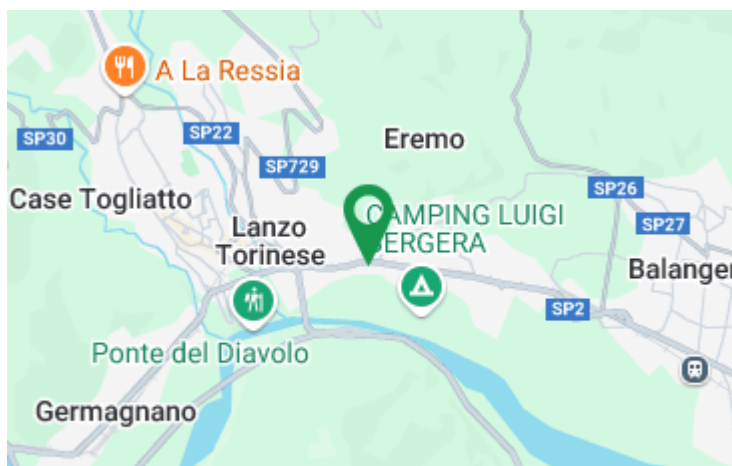 A La Ressia
SP30
SP22
Eremo
SP729
Case Togliatto
SP26
CAMPING LUIGI
BERGERA
SP27
Lanzo
Torinese
Balanger
SP2
Ponte del Diavolo
Germagnano